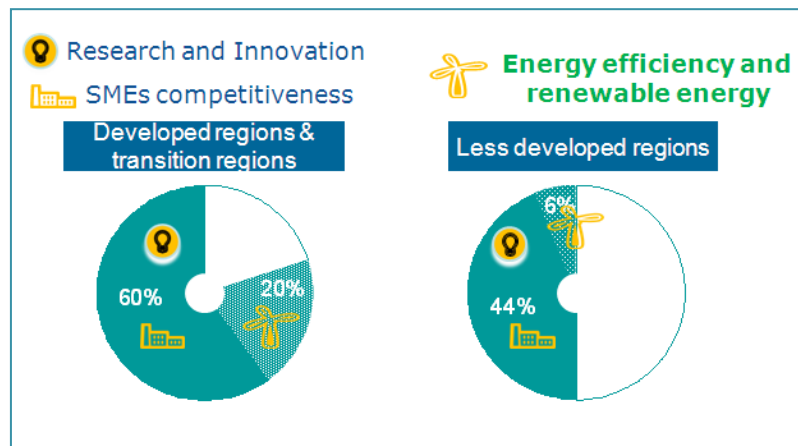 Research and Innovation
SMEs competitiveness
Energy efficiency and
renewable energy
Developed regions &
transition regions
Less developed regions
60%
20%
6%
44%